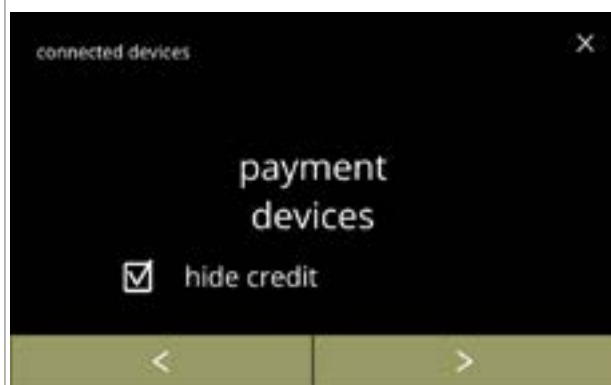 connected devices
X
payment
devices
hide credit
< >